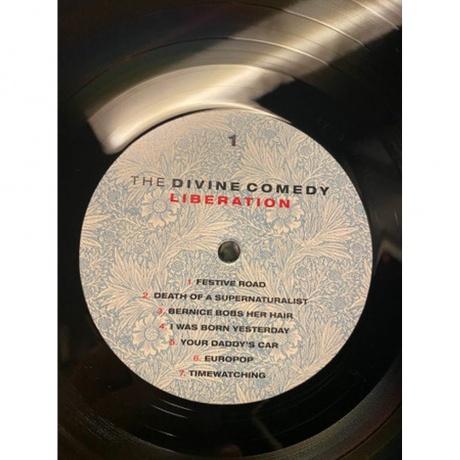 1
THE DIVINE COMEDY
LIBERATION
1. FESTIVE ROAD
2. DEATH OF A SUPERNATURALIST
3. BERNICE BOBS HER HAIR
4. I WAS BORN YESTERDAY
5. YOUR DADDY'S CAR
6. EUROPOP
7. TIMEWATCHING